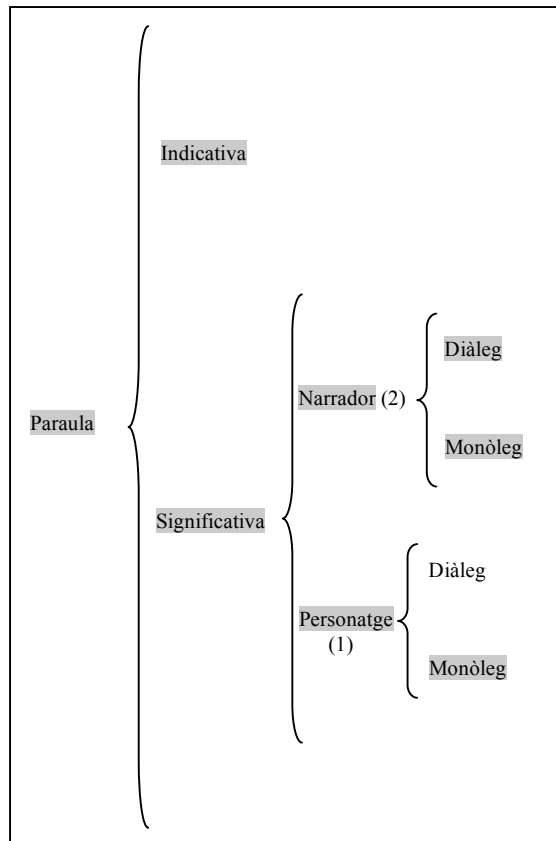 Indicativa
Diàleg
Narrador (2)
Paraula
Monòleg
Significativa
Diàleg
Personatge
(1)
Monòleg